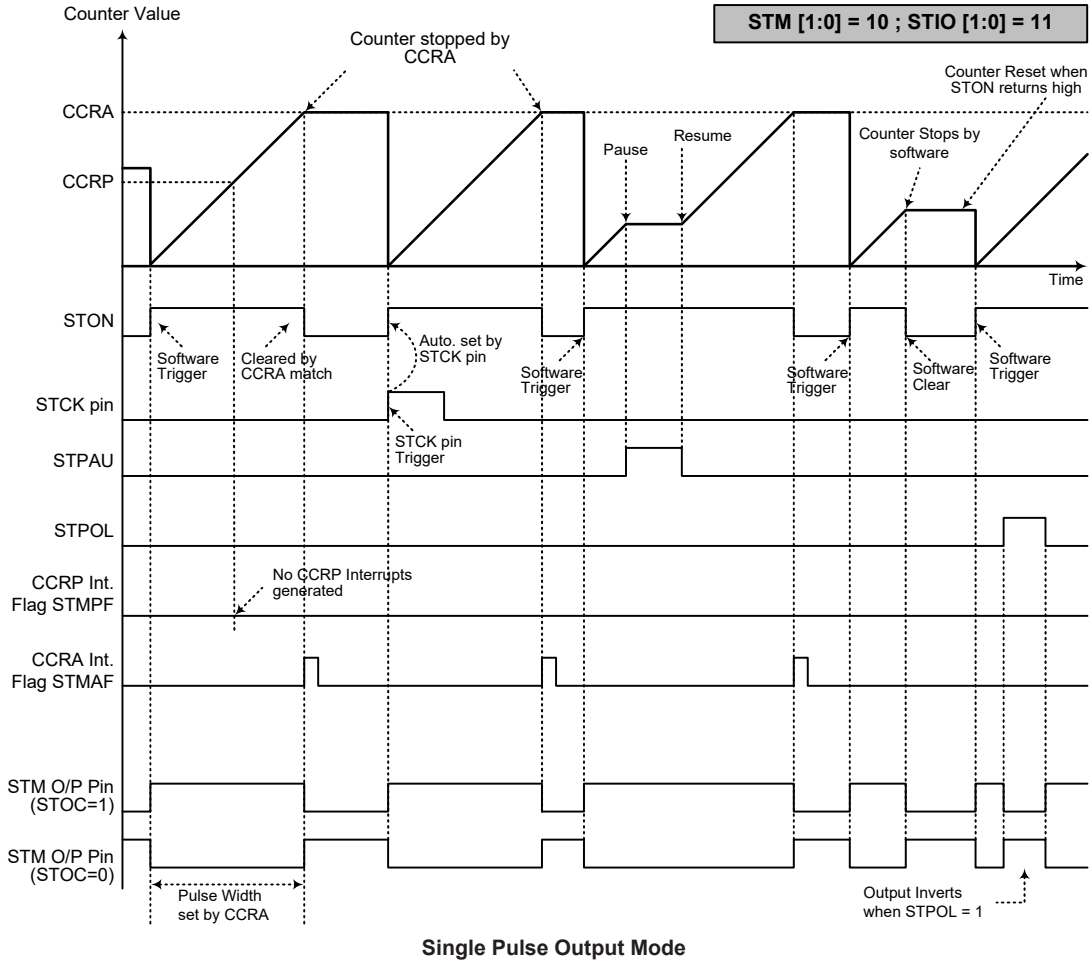 Counter Value
STM [1:0] = 10 ; STIO [1:0] = 11
Counter stopped by
CCRA
Counter Reset when
STON returns high
CCRA
Pause
Resume
Counter Stops by
software
CCRP
Time
STON
Software
Trigger
Cleared by
CCRA match
Auto. set by
STCK pin
Software
Trigger
Software
Trigger
Software
Clear
Software
Trigger
STCK pin
STCK pin
Trigger
STPAU
STPOL
CCRP Int.
Flag STMPF
No CCRP Interrupts
generated
CCRA Int.
Flag STMAF
STM O/P Pin
(STOC=1)
STM O/P Pin
(STOC=0)
Pulse Width
set by CCRA
Output Inverts
when STPOL = 1
Single Pulse Output Mode